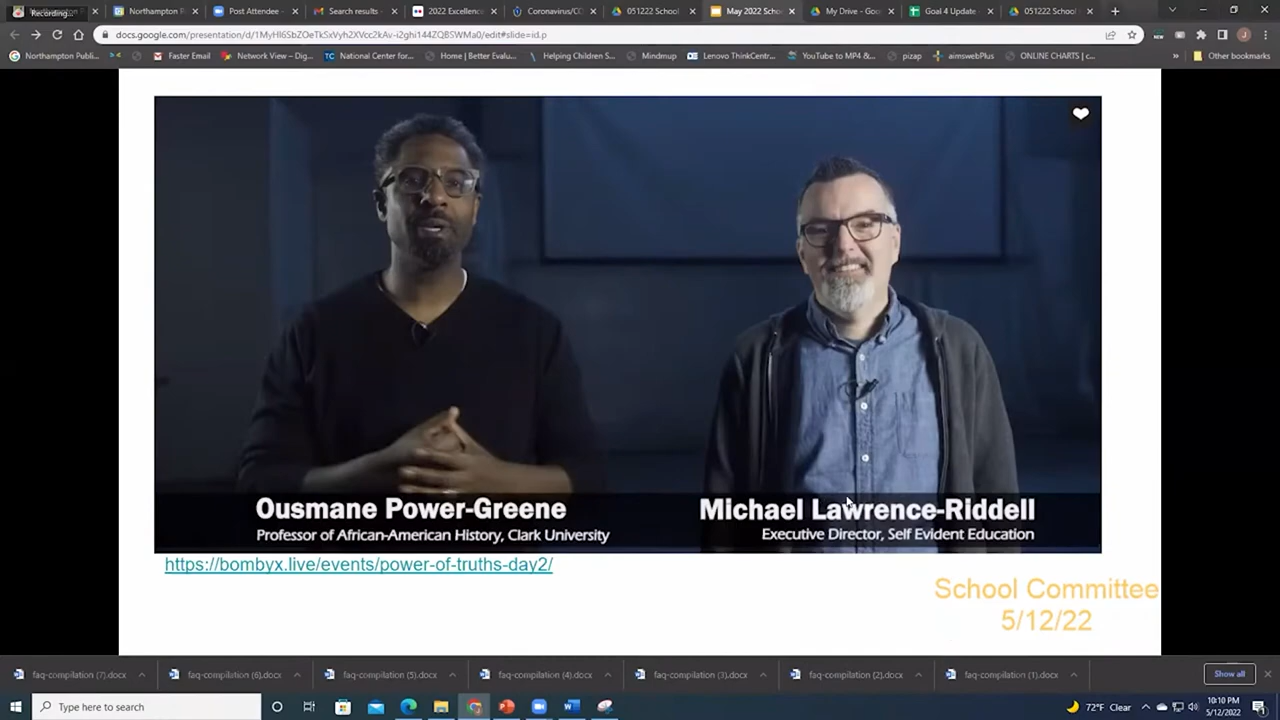 Recording...
Northampton
Northampton R
Post Attendee -
Search results -
2022 Excellence
Coronavirus/CO
051222 School
May 2022 Scho
My Drive - Goo
Goal 4 Update
051222 School
docs.google.com/presentation/d/1MyHI6SbZOeTkSxVyh2XVcc2kAv-i2ghi144ZQBSWMa0/edit#slide=id.p
Northampton Publi...
Faster Email
Network View – Dig...
National Center for...
Home | Better Evalu...
Helping Children S...
Mindmup
Lenovo ThinkCentr...
YouTube to MP4 &...
pizap
aimswebPlus
ONLINE CHARTS | c...
»
Other bookmarks
Ousmane Power-Greene
Professor of African-American History, Clark University
Michael Lawrence-Riddell
Executive Director, Self Evident Education
https://bombyx.live/events/power-of-truths-day2/
School Committee
5/12/22
faq-compilation (7).docx
faq-compilation (6).docx
faq-compilation (5).docx
faq-compilation (4).docx
faq-compilation (3).docx
faq-compilation (2).docx
faq-compilation (1).docx
Show all
Type here to search
72°F Clear
10:10 PM
5/12/2022